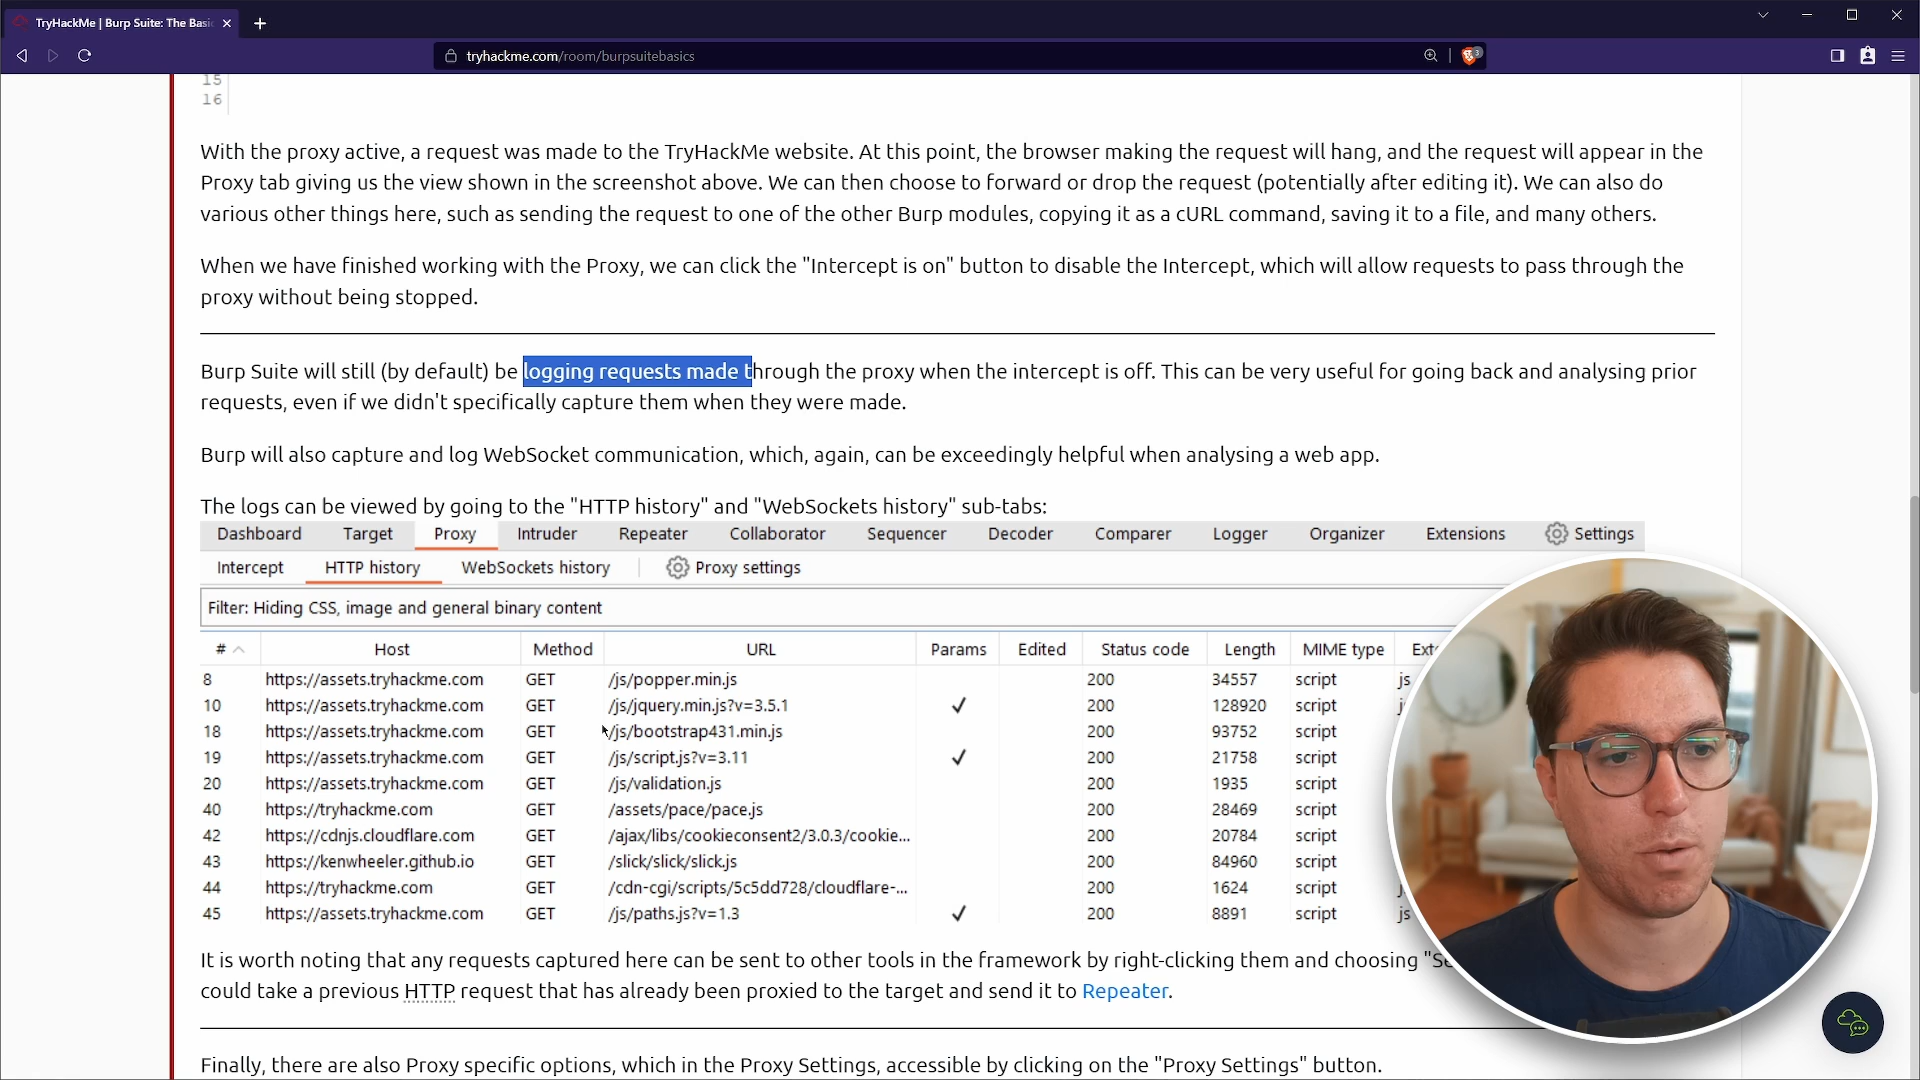 TryHackMe | Burp Suite: The Basi
tryhackme.com/room/burpsuitebasics
3
15
16
With the proxy active, a request was made to the TryHackMe website. At this point, the browser making the request will hang, and the request will appear in the
Proxy tab giving us the view shown in the screenshot above. We can then choose to forward or drop the request (potentially after editing it). We can also do
various other things here, such as sending the request to one of the other Burp modules, copying it as a cURL command, saving it to a file, and many others.
When we have finished working with the Proxy, we can click the "Intercept is on" button to disable the Intercept, which will allow requests to pass through the
proxy without being stopped.
Burp Suite will still (by default) be logging requests made through the proxy when the intercept is off. This can be very useful for going back and analysing prior
requests, even if we didn't specifically capture them when they were made.
Burp will also capture and log WebSocket communication, which, again, can be exceedingly helpful when analysing a web app.
The logs can be viewed by going to the "HTTP history" and "WebSockets history" sub-tabs:
Dashboard Target Proxy Intruder Repeater Collaborator Sequencer Decoder Comparer Logger Organizer Extensions Settings
Intercept HTTP history WebSockets history Proxy settings
Filter: Hiding CSS, image and general binary content
# Host Method URL Params Edited Status code Length MIME type Exte
8 https://assets.tryhackme.com GET /js/popper.min.js 200 34557 script js
10 https://assets.tryhackme.com GET /js/jquery.min.js?v=3.5.1 ✓ 200 128920 script j
18 https://assets.tryhackme.com GET /js/bootstrap431.min.js 200 93752 script
19 https://assets.tryhackme.com GET /js/script.js?v=3.11 ✓ 200 21758 script
20 https://assets.tryhackme.com GET /js/validation.js 200 1935 script
40 https://tryhackme.com GET /assets/pace/pace.js 200 28469 script
42 https://cdnjs.cloudflare.com GET /ajax/libs/cookieconsent2/3.0.3/cookie... 200 20784 script
43 https://kenwheeler.github.io GET /slick/slick/slick.js 200 84960 script
44 https://tryhackme.com GET /cdn-cgi/scripts/5c5dd728/cloudflare-... 200 1624 script j
45 https://assets.tryhackme.com GET /js/paths.js?v=1.3 ✓ 200 8891 script js
It is worth noting that any requests captured here can be sent to other tools in the framework by right-clicking them and choosing "Se
could take a previous HTTP request that has already been proxied to the target and send it to Repeater.
Finally, there are also Proxy specific options, which in the Proxy Settings, accessible by clicking on the "Proxy Settings" button.